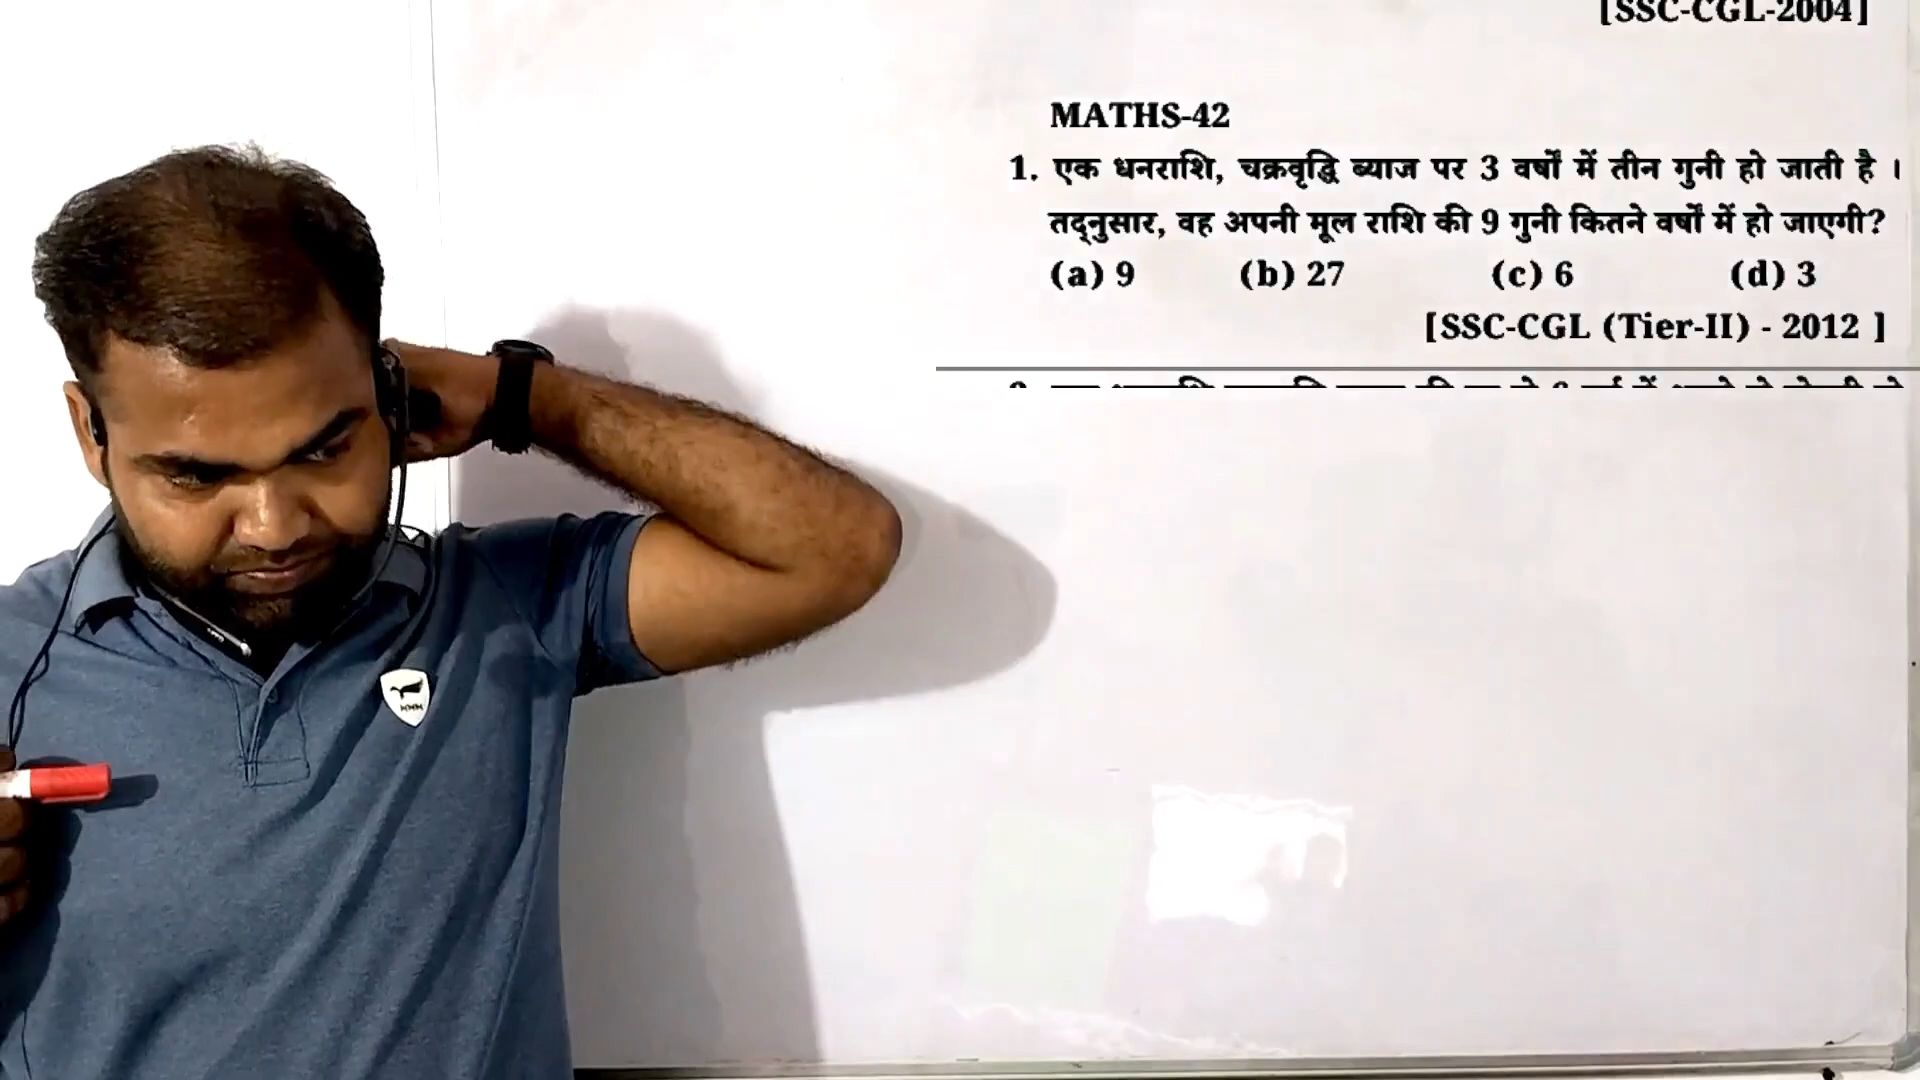 [SSC-CGL-2004]
MATHS-42
1. एक धनराशि, चक्रवृद्धि ब्याज पर 3 वर्षों में तीन गुनी हो जाती है ।
तद्नुसार, वह अपनी मूल राशि की 9 गुनी कितने वर्षों में हो जाएगी?
(a) 9 (b) 27 (c) 6 (d) 3
[SSC-CGL (Tier-II) - 2012 ]